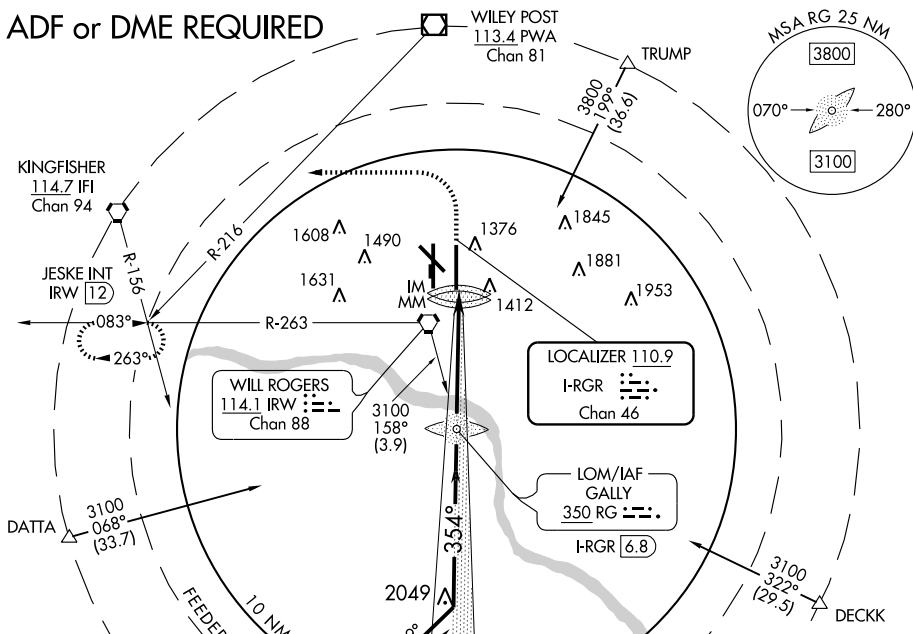 ADF or DME REQUIRED
WILEY POST
113.4 PWA
Chan 81
TRUMP
3800
199°
(36.6)
MSA RG 25 NM
3800
070°
280°
3100
KINGFISHER
114.7 IFI
Chan 94
R-216
R-156
1608
1490
1631
1376
1845
1881
1953
1412
IM
MM
JESKE INT
IRW 12
083°
263°
R-263
WILL ROGERS
114.1 IRW
Chan 88
3100
158°
(3.9)
LOCALIZER 110.9
I-RGR
Chan 46
LOM/IAF
GALLY
350 RG
I-RGR 6.8
DATTA
3100
068°
(33.7)
354°
3100
322°
(29.5)
DECKK
2049
FEEDER
10 NM